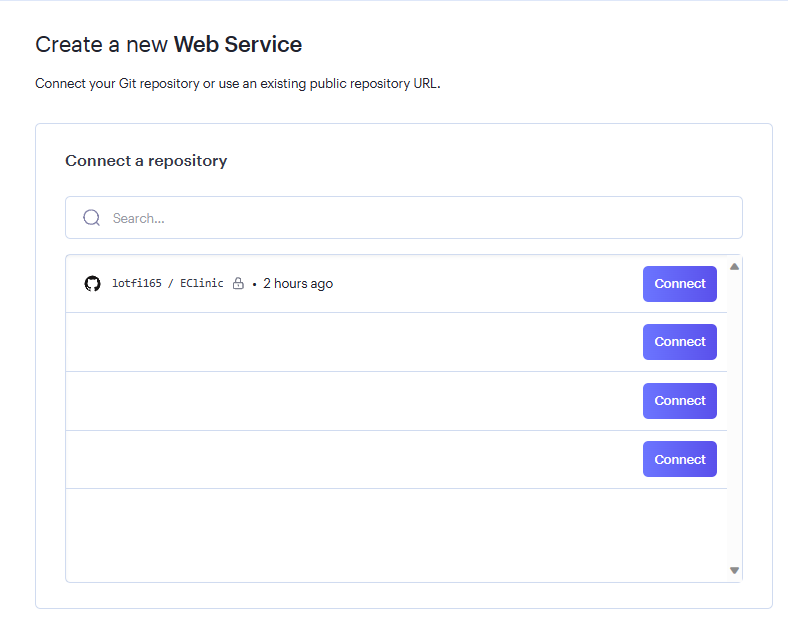 Create a new Web Service
Connect your Git repository or use an existing public repository URL.
Connect a repository
Search...
lotfi165 / EClinic • 2 hours ago Connect
Connect
Connect
Connect